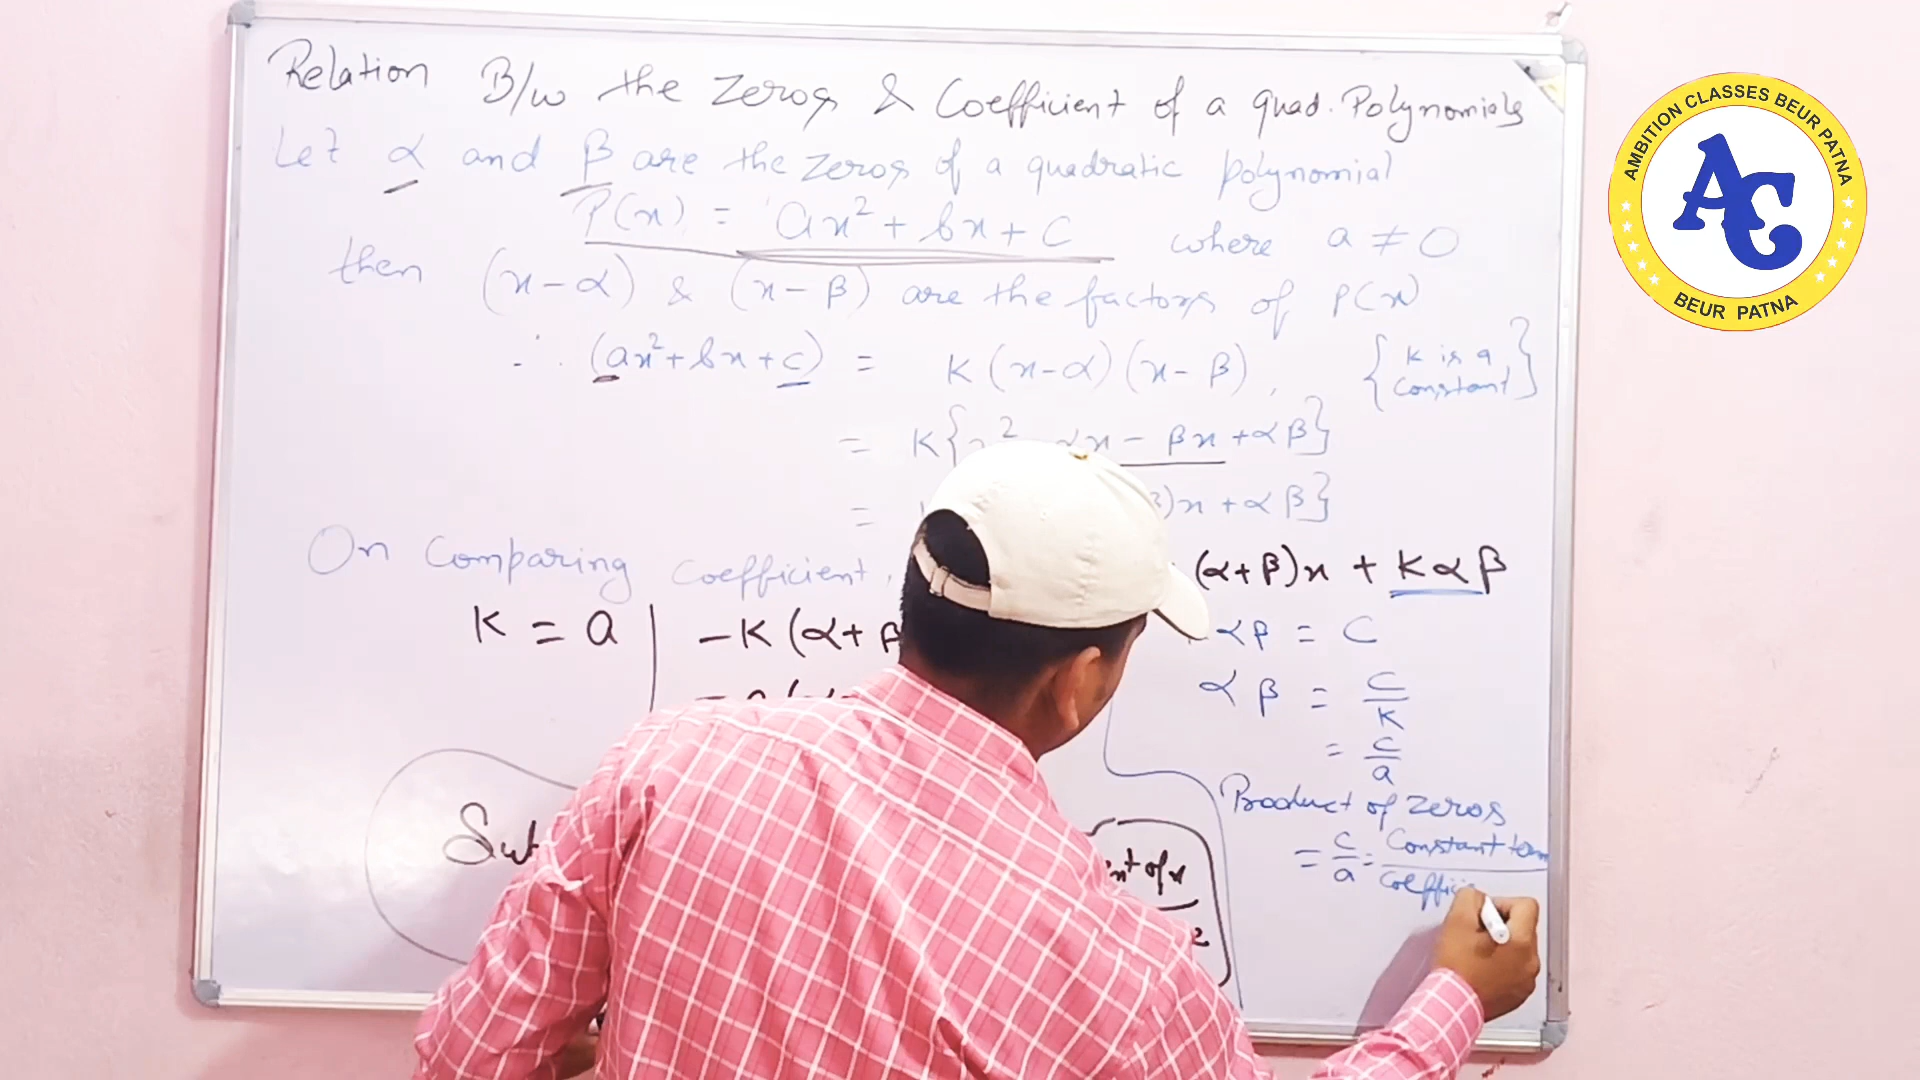 Relation B/w the zeros & Coefficient of a quad. Polynomials
Let α and β are the zeros of a quadratic polynomial
P(x) = ax² + bx + c where a ≠ 0
then (x-α) & (x-β) are the factors of P(x)
∴ (ax²+bx+c) = K(x-α)(x-β), {K is a constant}
= K{ ² αx - βx + αβ}
= )x + αβ}
On Comparing Coefficient, (α+β)x + Kαβ
K = a | -K(α+β αβ = C
αβ = C/K
= C/a
Product of zeros
= C/a = Constant term
Coeffici
of x
AMBITION CLASSES BEUR PATNA
AC
BEUR PATNA